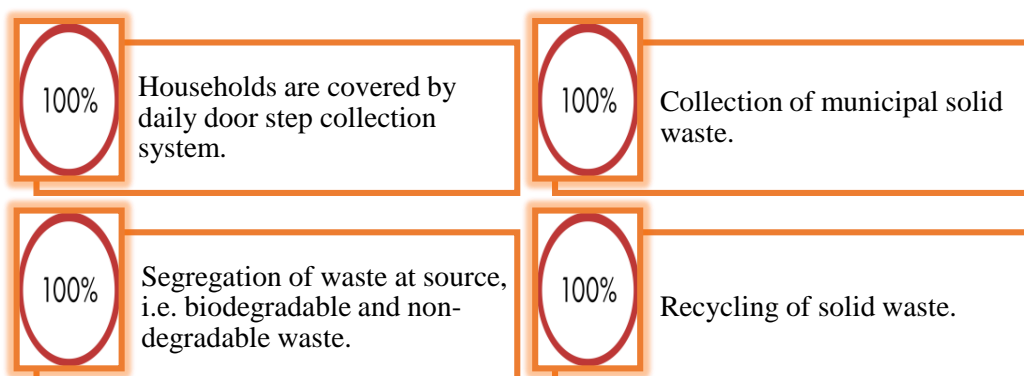 100%
Households are covered by
daily door step collection
system.
100%
Collection of municipal solid
waste.
100%
Segregation of waste at source,
i.e. biodegradable and non-
degradable waste.
100%
Recycling of solid waste.